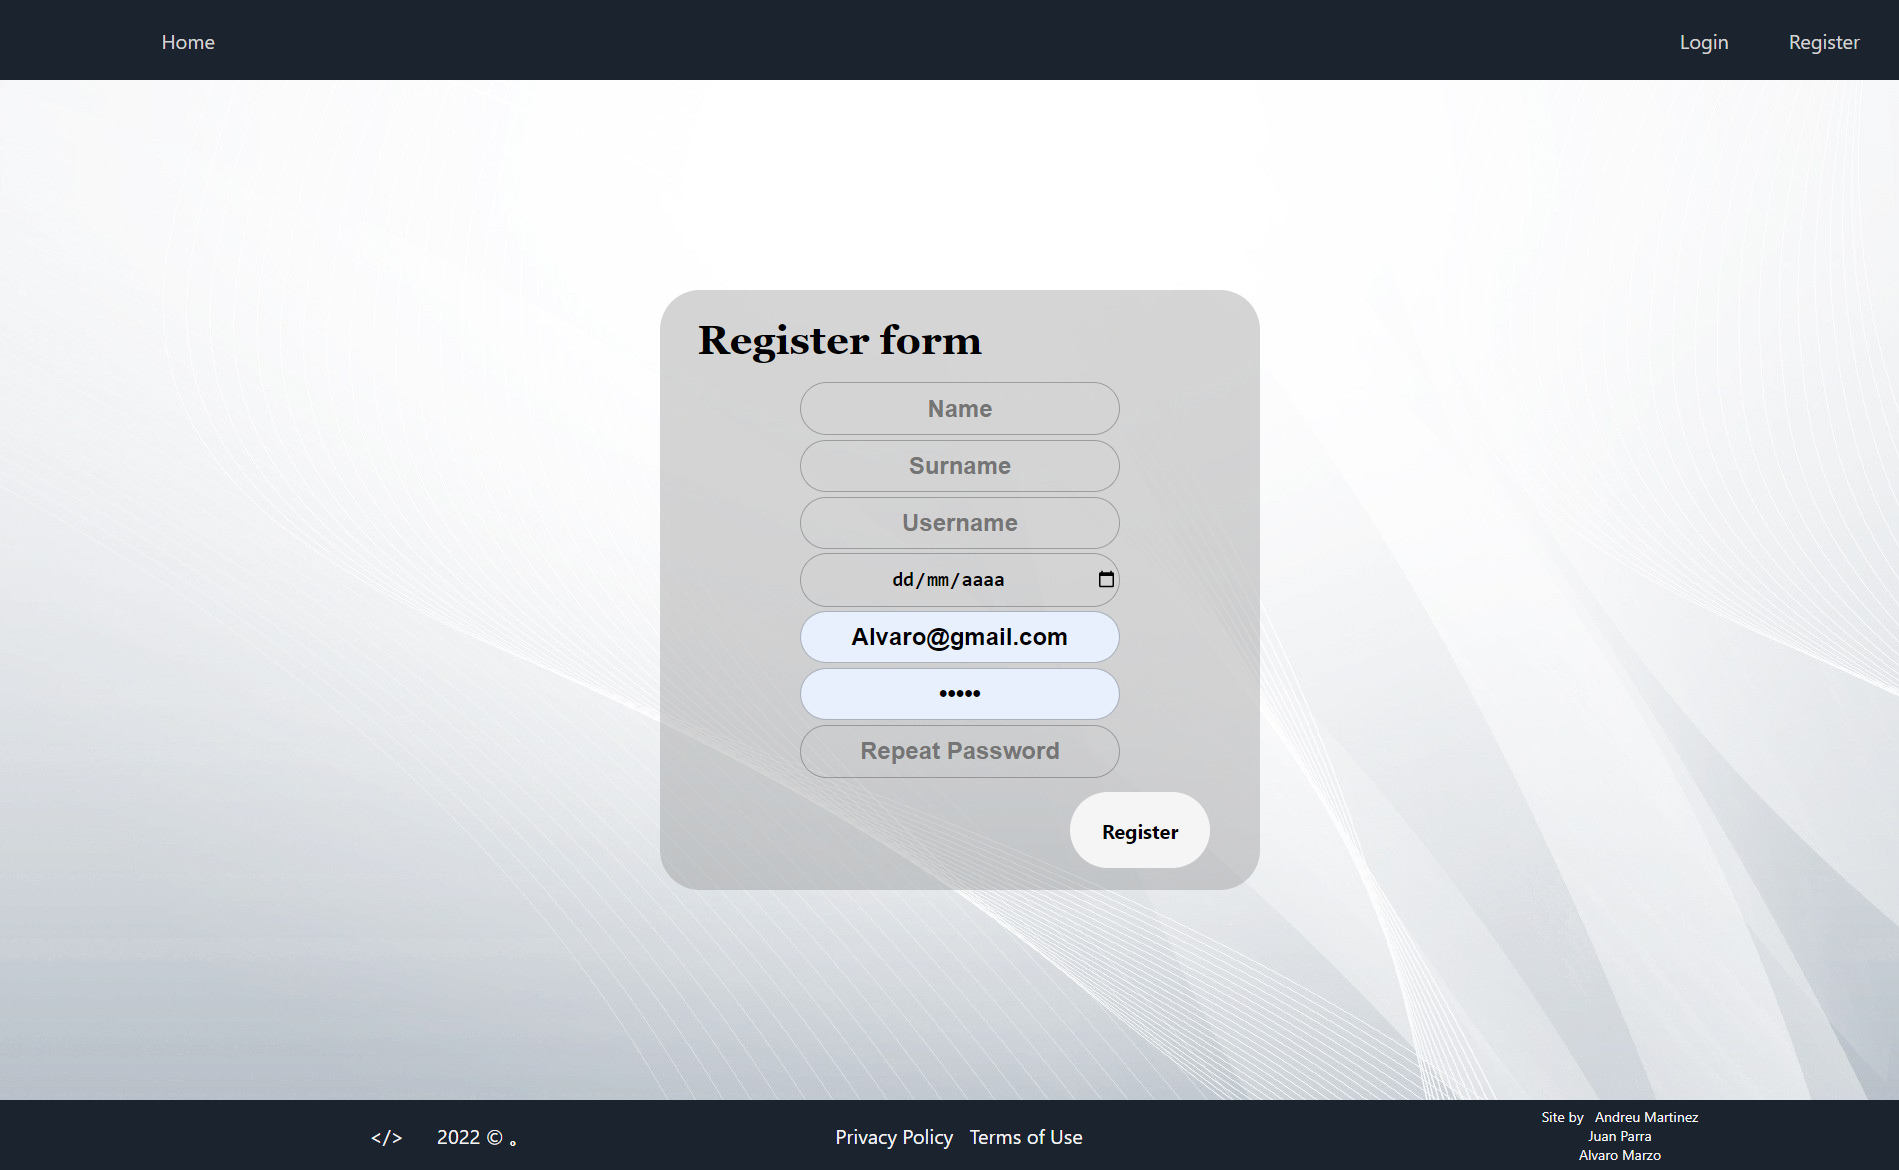 Home Login Register
Register form
Name
Surname
Username
dd/mm/aaaa
Alvaro@gmail.com
•••••
Repeat Password
Register
</> 2022 © 。 Privacy Policy Terms of Use
Site by Andreu Martinez
Juan Parra
Alvaro Marzo